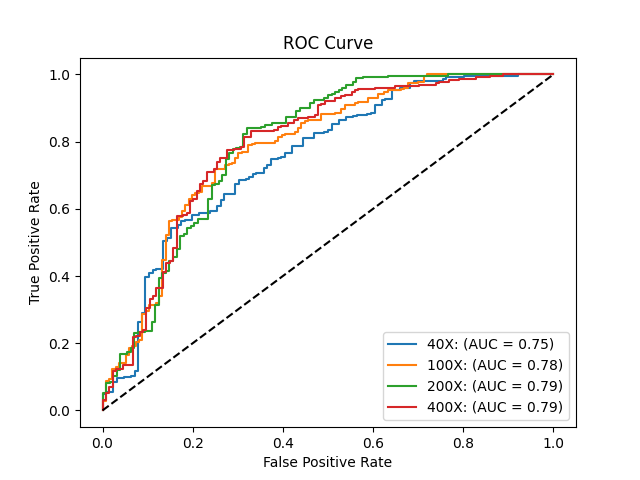 ROC Curve
1.0
0.8
0.6
0.4
0.2
0.0
True Positive Rate
40X: (AUC = 0.75)
100X: (AUC = 0.78)
200X: (AUC = 0.79)
400X: (AUC = 0.79)
0.0 0.2 0.4 0.6 0.8 1.0
False Positive Rate